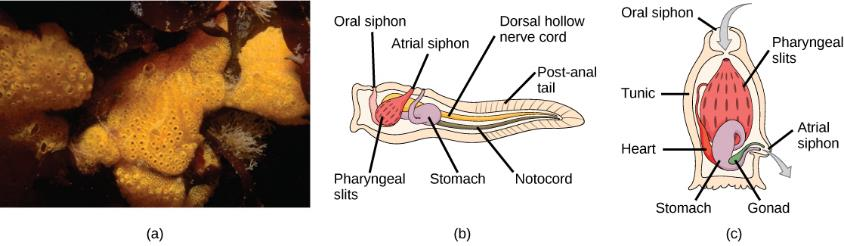 Oral siphon
Atrial siphon
Dorsal hollow
nerve cord
Post-anal
tail
Pharyngeal
slits
Stomach
Notocord
Oral siphon
Pharyngeal
slits
Tunic
Heart
Atrial
siphon
Stomach
Gonad
(a)
(b)
(c)